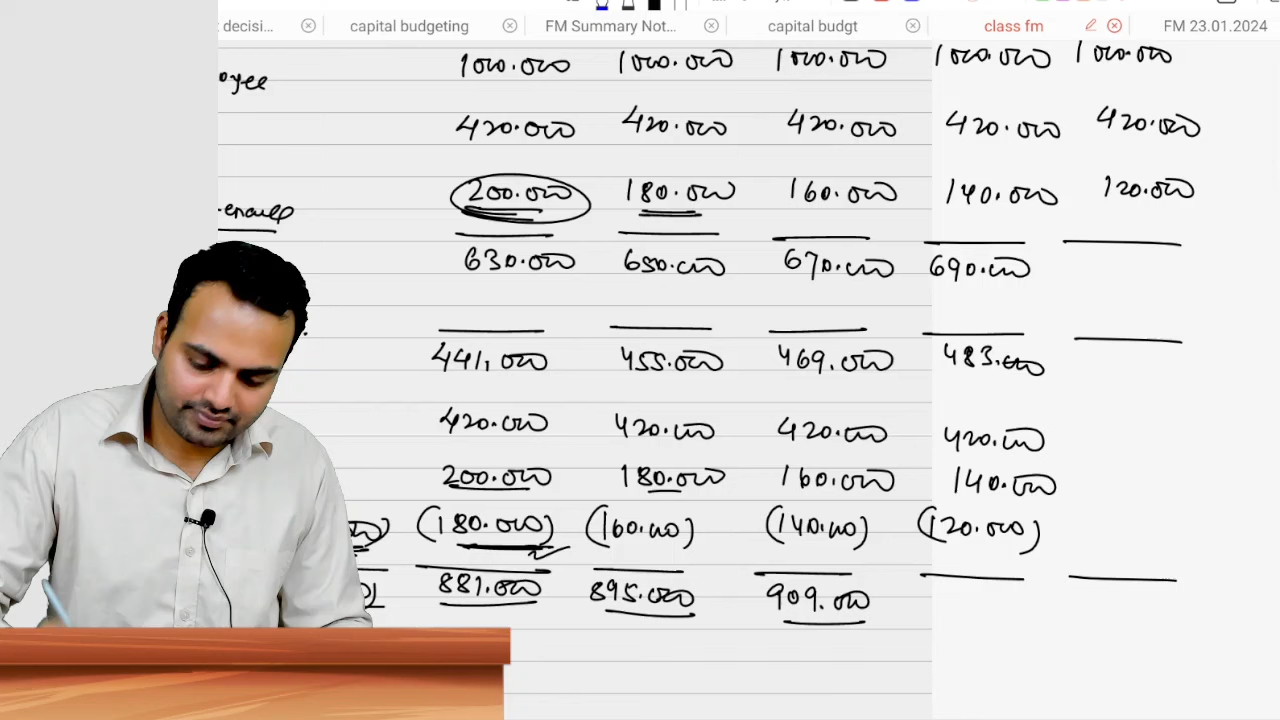 t decisi... capital budgeting FM Summary Not... capital budgt class fm FM 23.01.2024
oyee 1000.000 1000.000 1000.000 1000.000 1000.000
420.000 420.000 420.000 420.000 420.000
200.000 180.000 160.000 140.000 120.000
630.000 650.000 670.000 690.000
441,000 455.000 469.000 483.000
420.000 420.000 420.000 420.000
200.000 180.000 160.000 140.000
(180.000) (160.000) (140.000) (120.000)
881.000 895.000 909.000